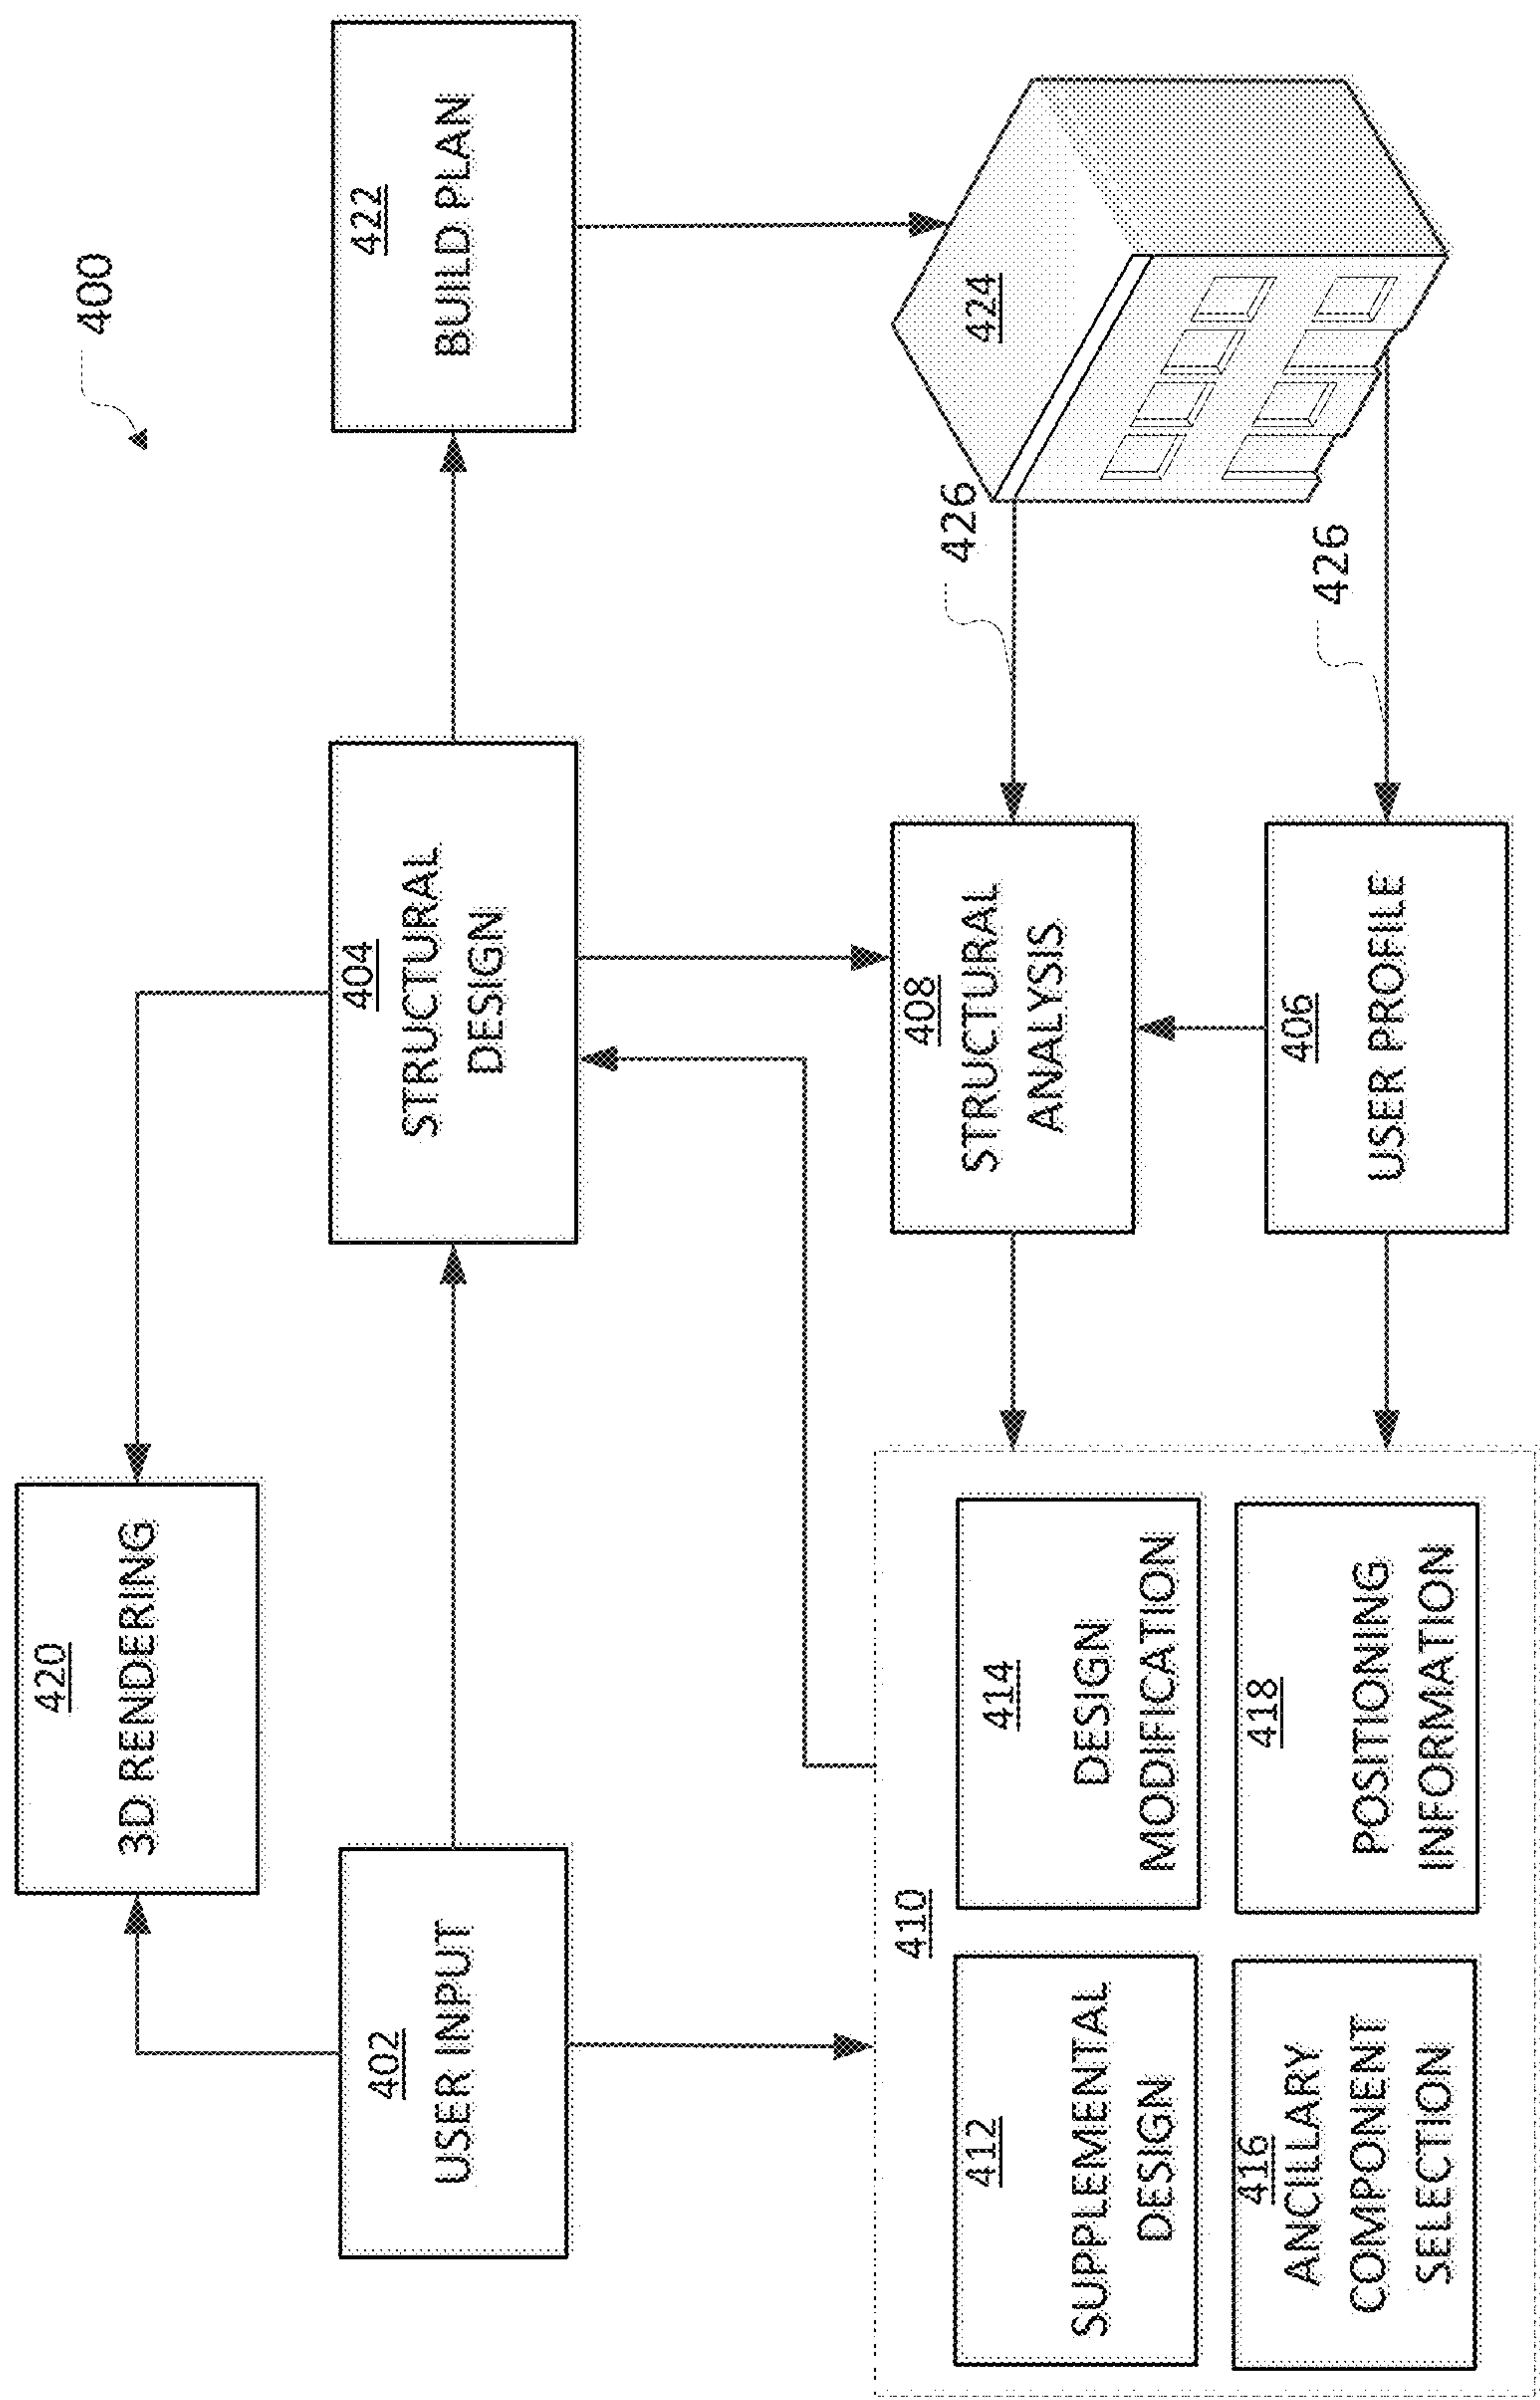 400
420
3D RENDERING
402
USER INPUT
404
STRUCTURAL
DESIGN
422
BUILD PLAN
410
412
SUPPLEMENTAL
DESIGN
414
DESIGN
MODIFICATION
416
ANCILLARY
COMPONENT
SELECTION
418
POSITIONING
INFORMATION
408
STRUCTURAL
ANALYSIS
406
USER PROFILE
426
426
424